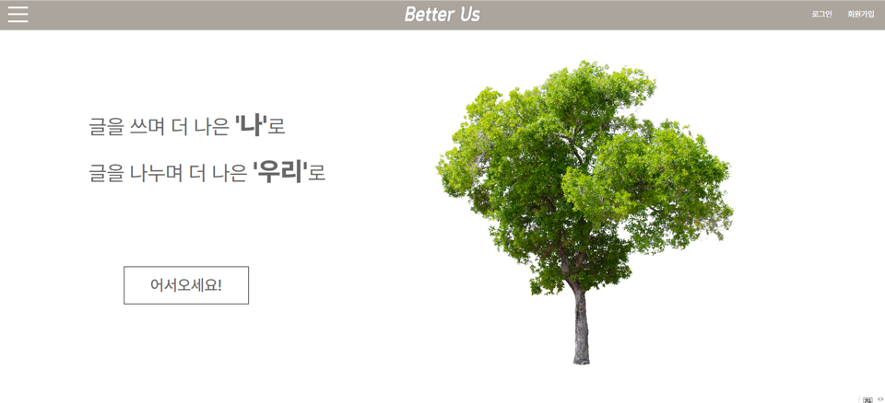 Better Us
로그인 회원가입
글을 쓰며 더 나은 '나'로
글을 나누며 더 나은 '우리'로
어서오세요!